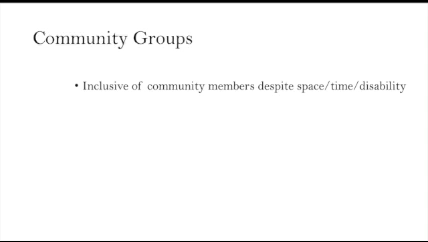 Community Groups
• Inclusive of community members despite space/time/disability